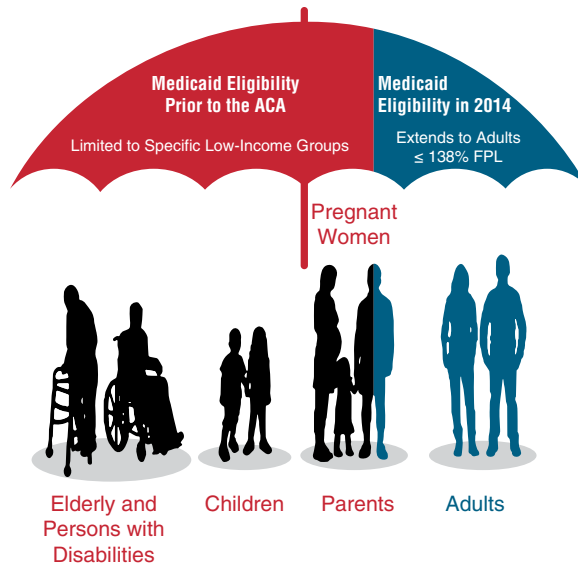 Medicaid Eligibility
Prior to the ACA
Limited to Specific Low-Income Groups
Medicaid
Eligibility in 2014
Extends to Adults
≤ 138% FPL
Pregnant
Women
Elderly and
Persons with
Disabilities
Children
Parents
Adults